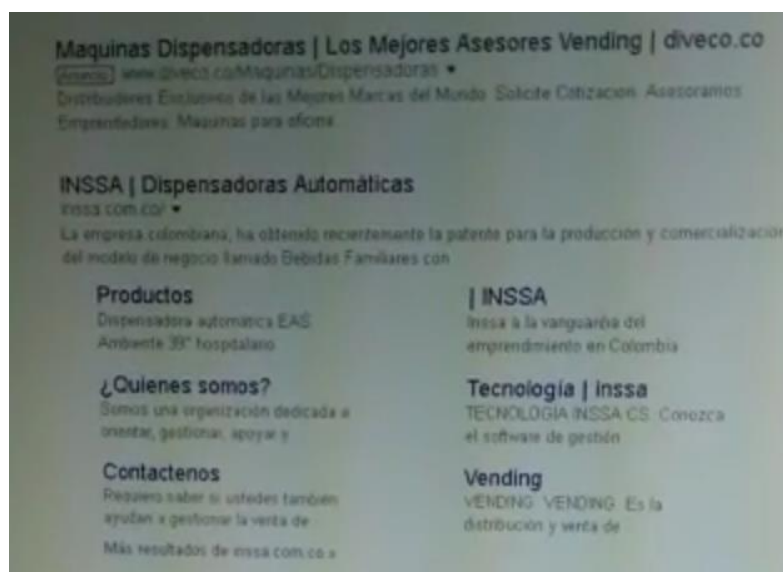 Maquinas Dispensadoras | Los Mejores Asesores Vending | diveco.co
Anuncio www.diveco.co/Maquinas/Dispensadoras
Distribuidores Exclusivo de las Mejores Marcas del Mundo. Solicite Cotización. Asesoramos
Emprendedores. Maquinas para oficina
INSSA | Dispensadoras Automáticas
inssa.com.co/
La empresa colombiana, ha obtenido recientemente la patente para la producción y comercialización
del modelo de negocio llamado Bebidas Familiares con
Productos
Dispensadora automatica EAS
Ambiente 39" hospitalario
¿Quienes somos?
Somos una organización dedicada a
orientar, gestionar, apoyar y
Contactenos
Requiero saber si ustedes tambien
ayudan a gestionar la venta de
Más resultados de inssa.com.co »
| INSSA
Inssa a la vanguardia del
emprendimiento en Colombia
Tecnología | inssa
TECNOLOGIA INSSA CS. Conozca
el software de gestión
Vending
VENDING. VENDING. Es la
distribución y venta de